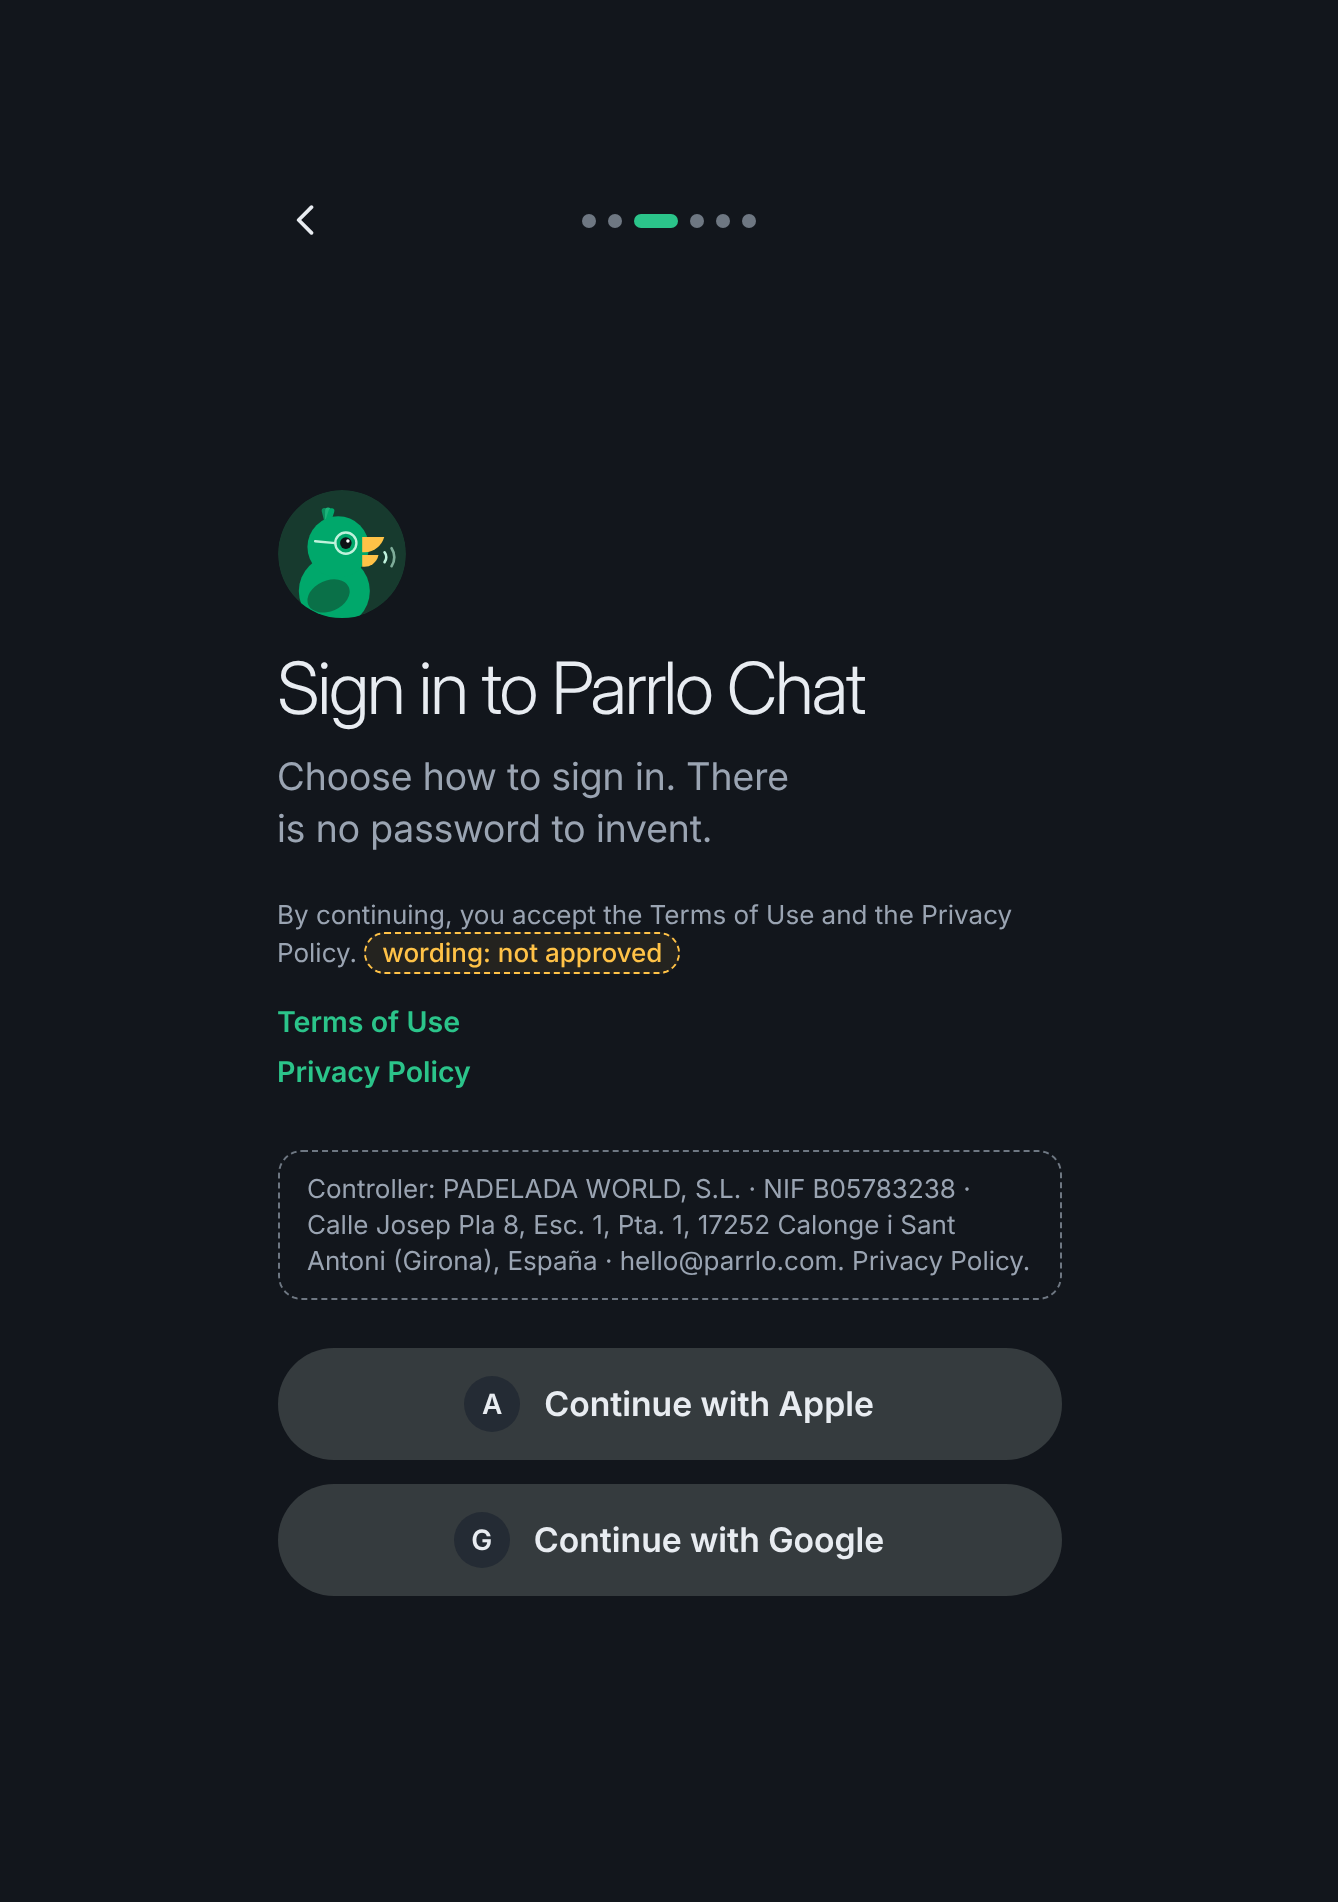 Sign in to Parrlo Chat
Choose how to sign in. There
is no password to invent.
By continuing, you accept the Terms of Use and the Privacy
Policy. wording: not approved
Terms of Use
Privacy Policy
Controller: PADELADA WORLD, S.L. · NIF B05783238 ·
Calle Josep Pla 8, Esc. 1, Pta. 1, 17252 Calonge i Sant
Antoni (Girona), España · hello@parrlo.com. Privacy Policy.
A Continue with Apple
G Continue with Google